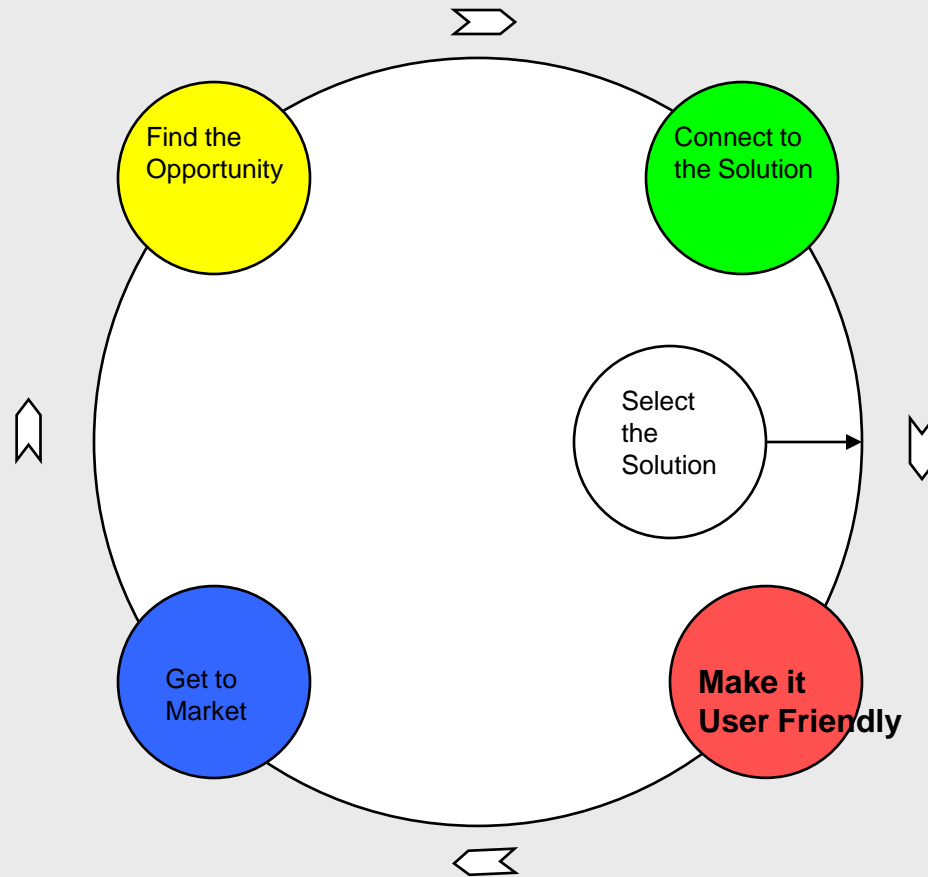 Find the
Opportunity
Connect to
the Solution
Select
the
Solution
Get to
Market
Make it
User Friendly